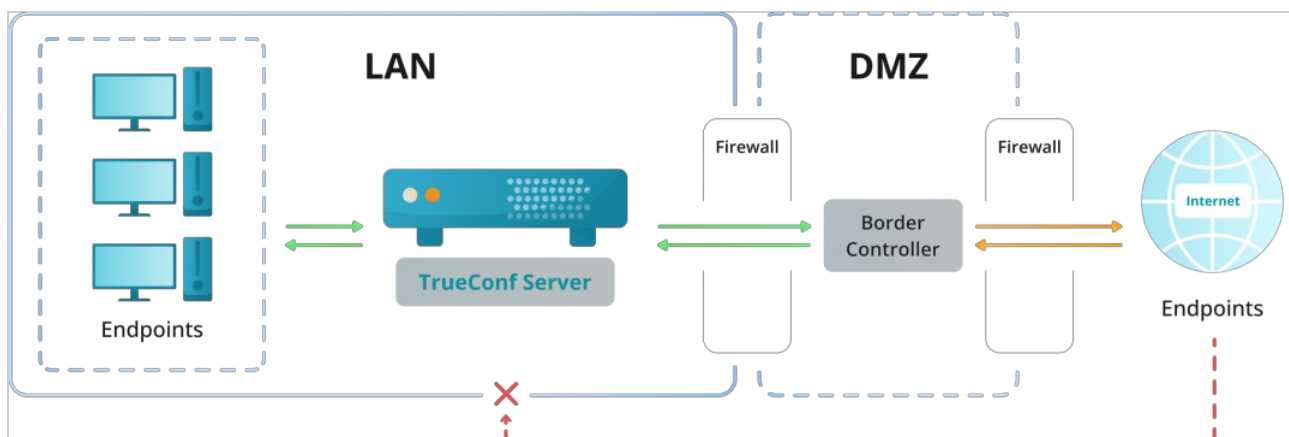 LAN
DMZ
Firewall
Firewall
Internet
Border
Controller
TrueConf Server
Endpoints
Endpoints